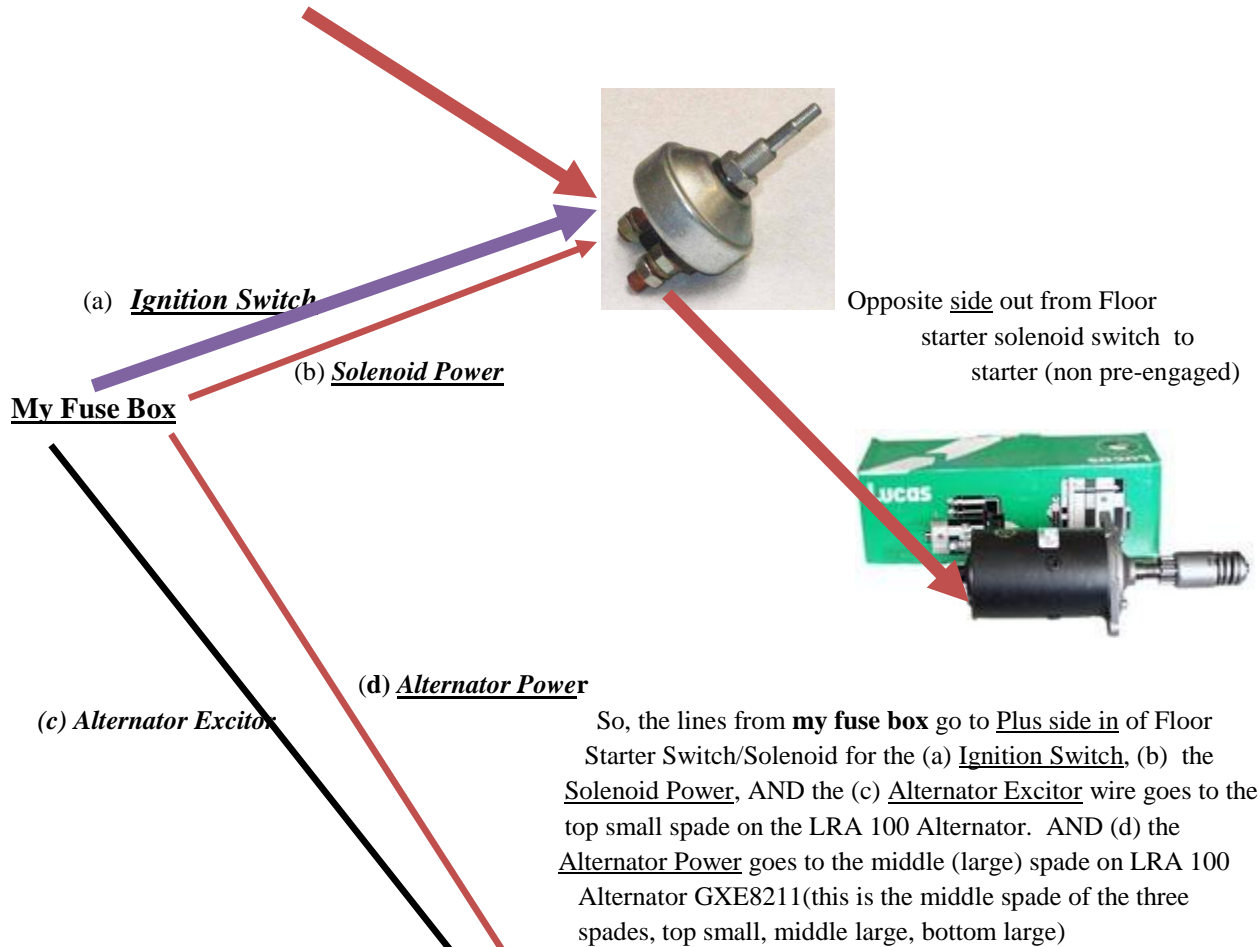 (a) Ignition Switch
Opposite side out from Floor
starter solenoid switch to
starter (non pre-engaged)
(b) Solenoid Power
My Fuse Box
Lucas
Lucas
(d) Alternator Power
(c) Alternator Excitor
So, the lines from my fuse box go to Plus side in of Floor
Starter Switch/Solenoid for the (a) Ignition Switch, (b) the
Solenoid Power, AND the (c) Alternator Excitor wire goes to the
top small spade on the LRA 100 Alternator. AND (d) the
Alternator Power goes to the middle (large) spade on LRA 100
Alternator GXE8211(this is the middle spade of the three
spades, top small, middle large, bottom large)